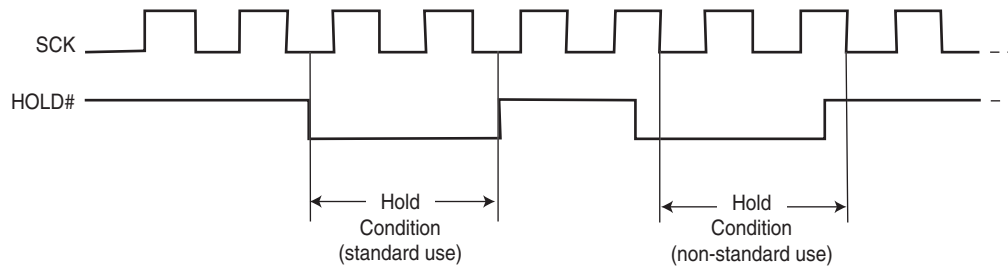 SCK
HOLD#
Hold
Condition
(standard use)
Hold
Condition
(non-standard use)